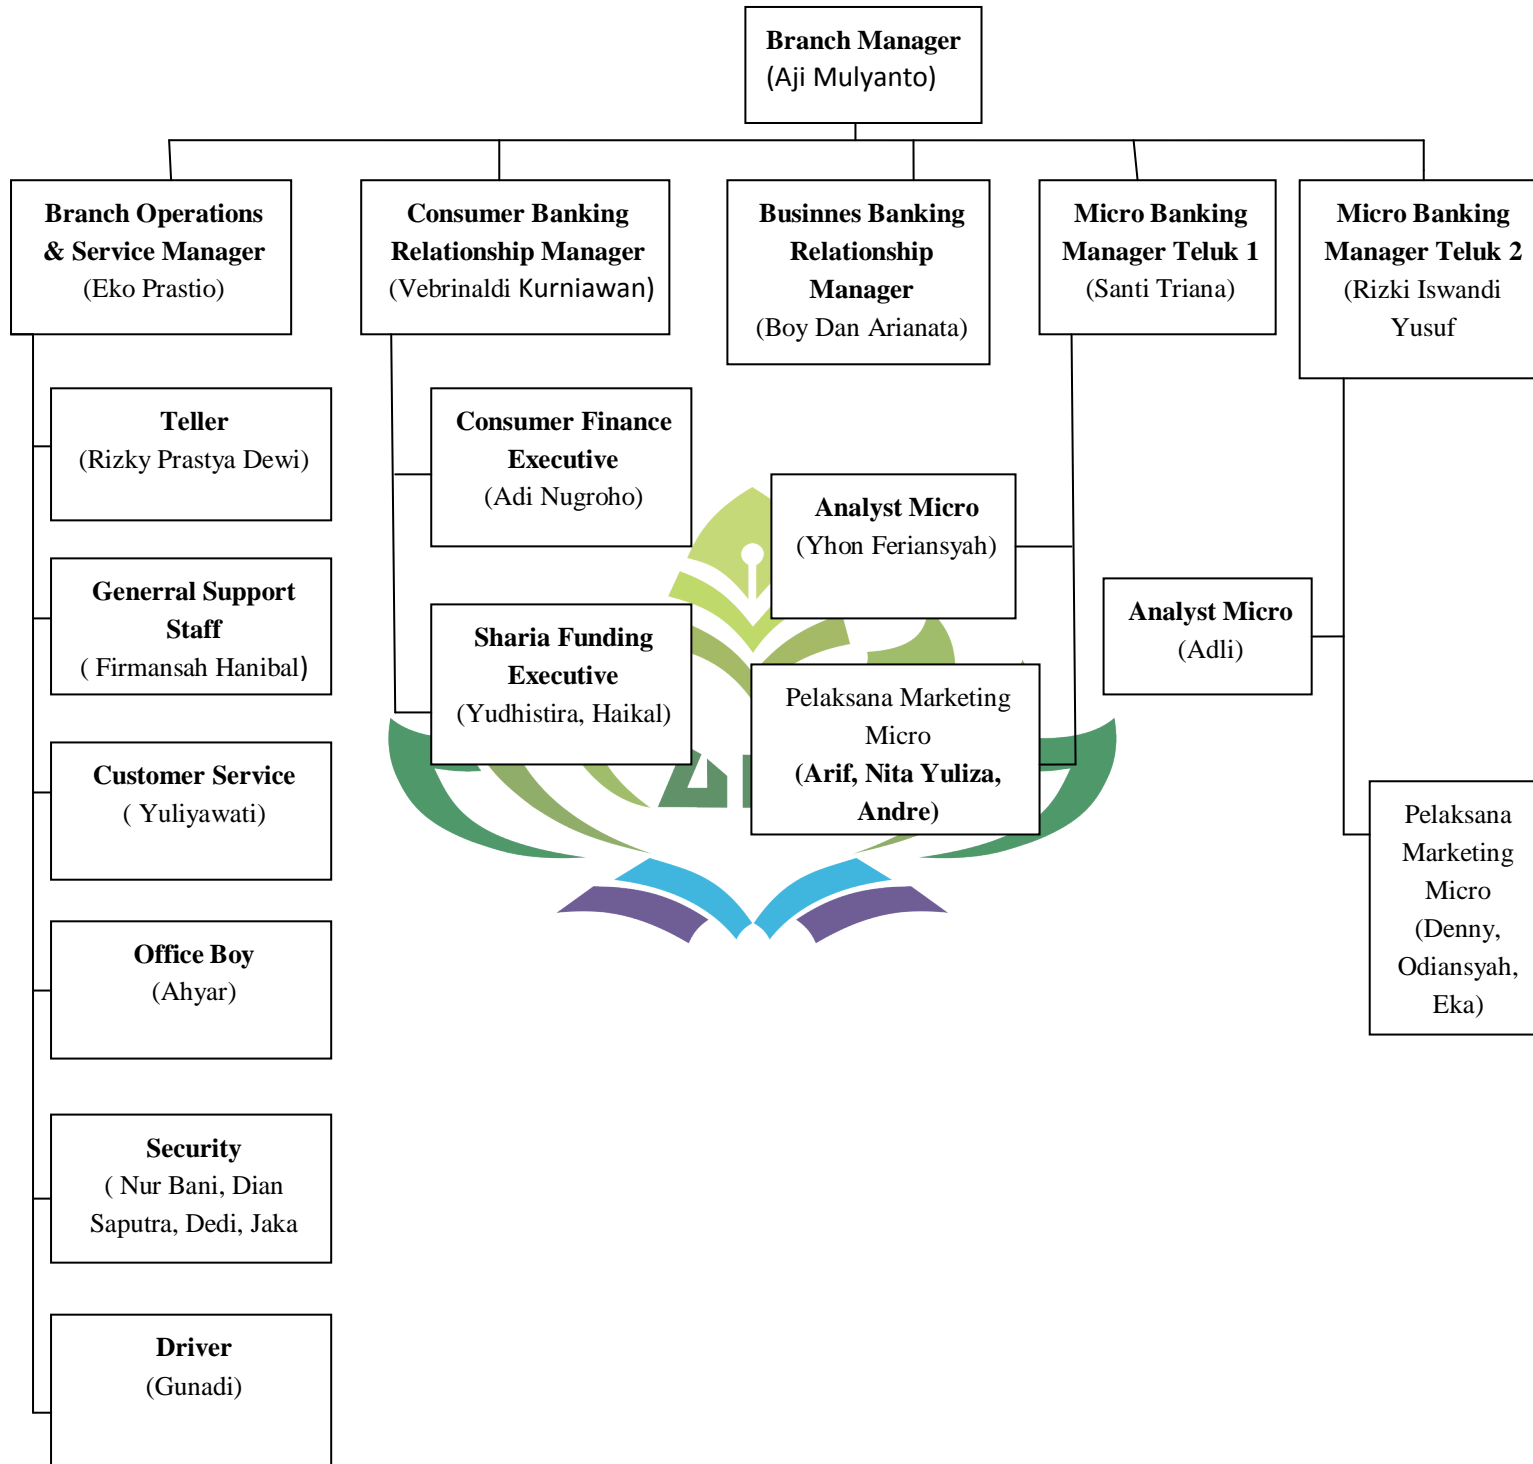 Branch Manager
(Aji Mulyanto)
Branch Operations
& Service Manager
(Eko Prastio)
Consumer Banking
Relationship Manager
(Vebrinaldi Kurniawan)
Businnes Banking
Relationship
Manager
(Boy Dan Arianata)
Micro Banking
Manager Teluk 1
(Santi Triana)
Micro Banking
Manager Teluk 2
(Rizki Iswandi
Yusuf
Teller
(Rizky Prastya Dewi)
Generral Support
Staff
( Firmansah Hanibal)
Customer Service
( Yuliyawati)
Office Boy
(Ahyar)
Security
( Nur Bani, Dian
Saputra, Dedi, Jaka
Driver
(Gunadi)
Consumer Finance
Executive
(Adi Nugroho)
Sharia Funding
Executive
(Yudhistira, Haikal)
Analyst Micro
(Yhon Feriansyah)
Pelaksana Marketing
Micro
(Arif, Nita Yuliza,
Andre)
Analyst Micro
(Adli)
Pelaksana
Marketing
Micro
(Denny,
Odiansyah,
Eka)